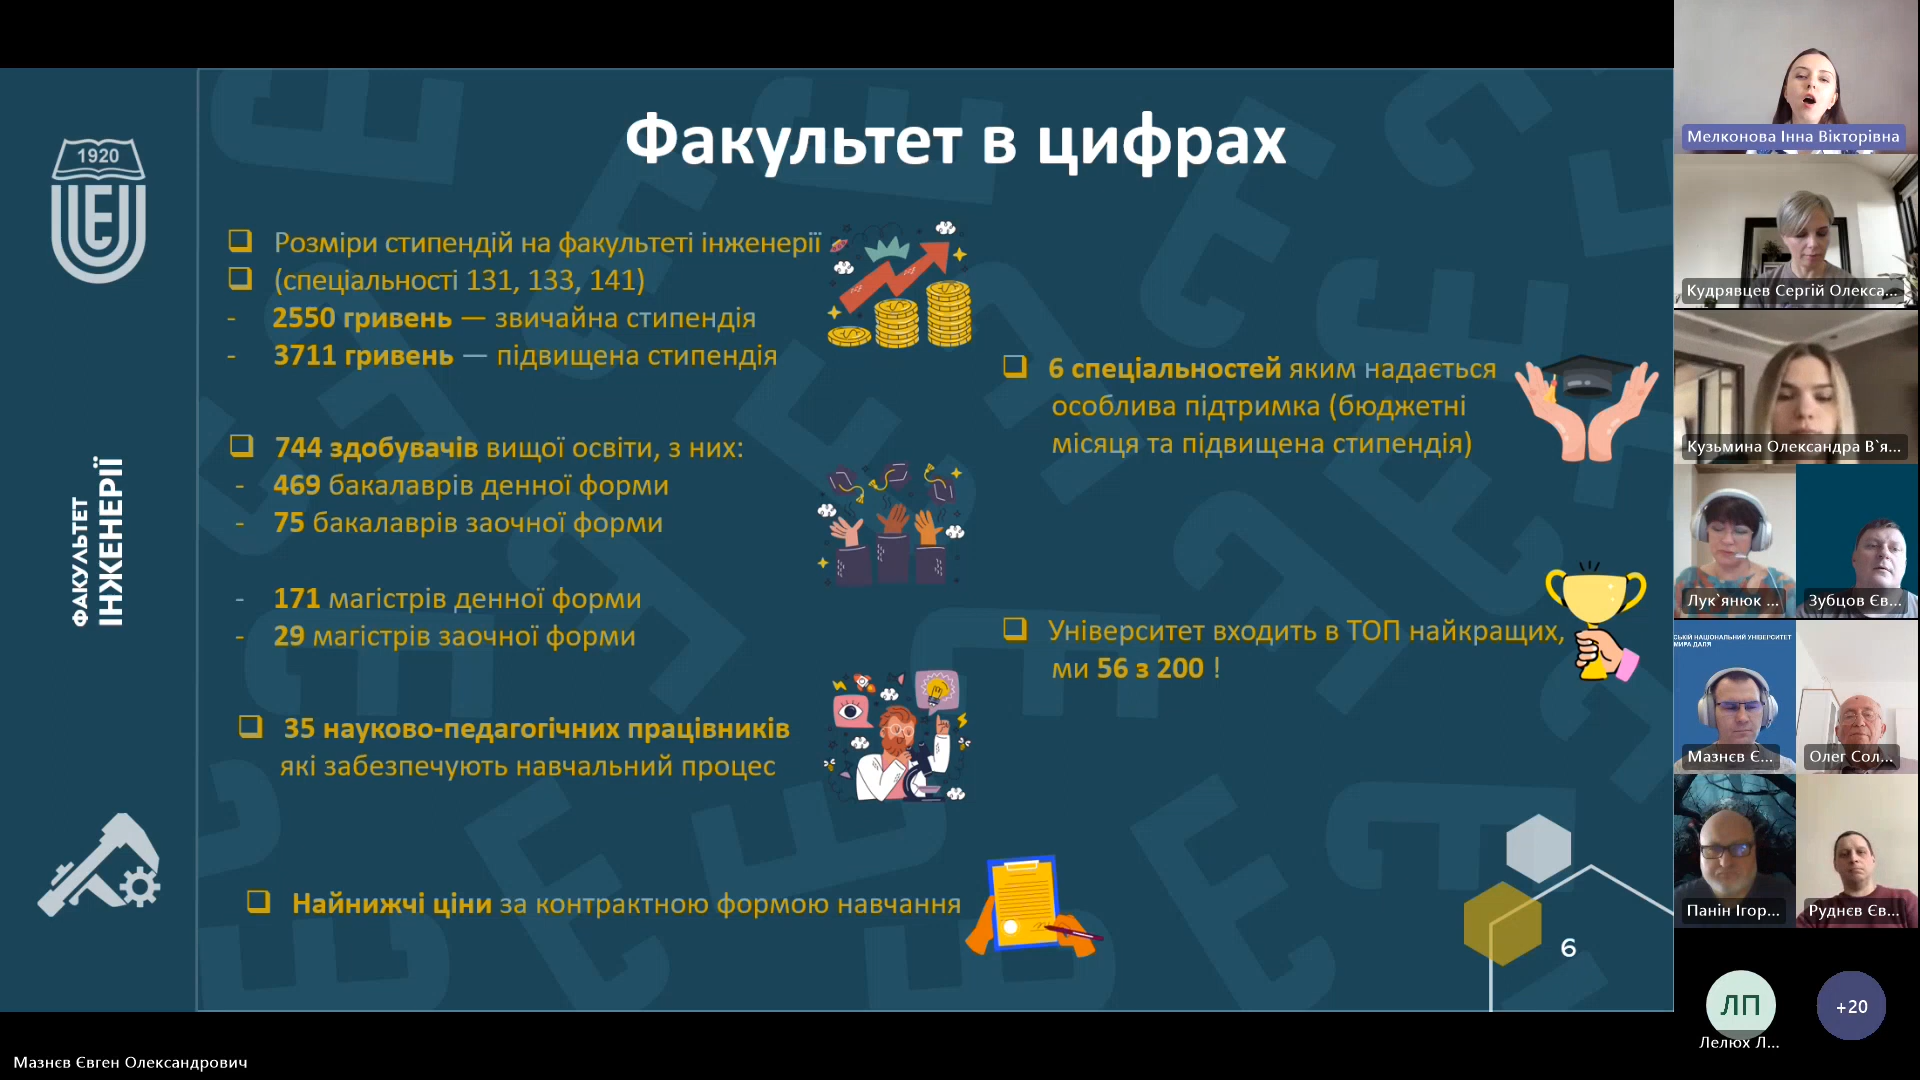 1920
ФАКУЛЬТЕТ
ІНЖЕНЕРІЇ
Факультет в цифрах
Розміри стипендій на факультеті інженерії
(спеціальності 131, 133, 141)
- 2550 гривень — звичайна стипендія
- 3711 гривень — підвищена стипендія
744 здобувачів вищої освіти, з них:
- 469 бакалаврів денної форми
- 75 бакалаврів заочної форми
- 171 магістрів денної форми
- 29 магістрів заочної форми
35 науково-педагогічних працівників
які забезпечують навчальний процес
Найнижчі ціни за контрактною формою навчання
6 спеціальностей яким надається
особлива підтримка (бюджетні
місяця та підвищена стипендія)
Університет входить в ТОП найкращих,
ми 56 з 200 !
6
Мелконова Інна Вікторівна
Кудрявцев Сергій Олекса...
Кузьмина Олександра В`я...
Лук`янюк ...
Зубцов Єв...
СЬКІЙ НАЦІОНАЛЬНИЙ УНІВЕРСИТЕТ
МИРА ДАЛЯ
Мазнєв Є...
Олег Сол...
Панін Ігор...
Руднєв Єв...
ЛП
Лелюх Л...
+20
Мазнєв Євген Олександрович